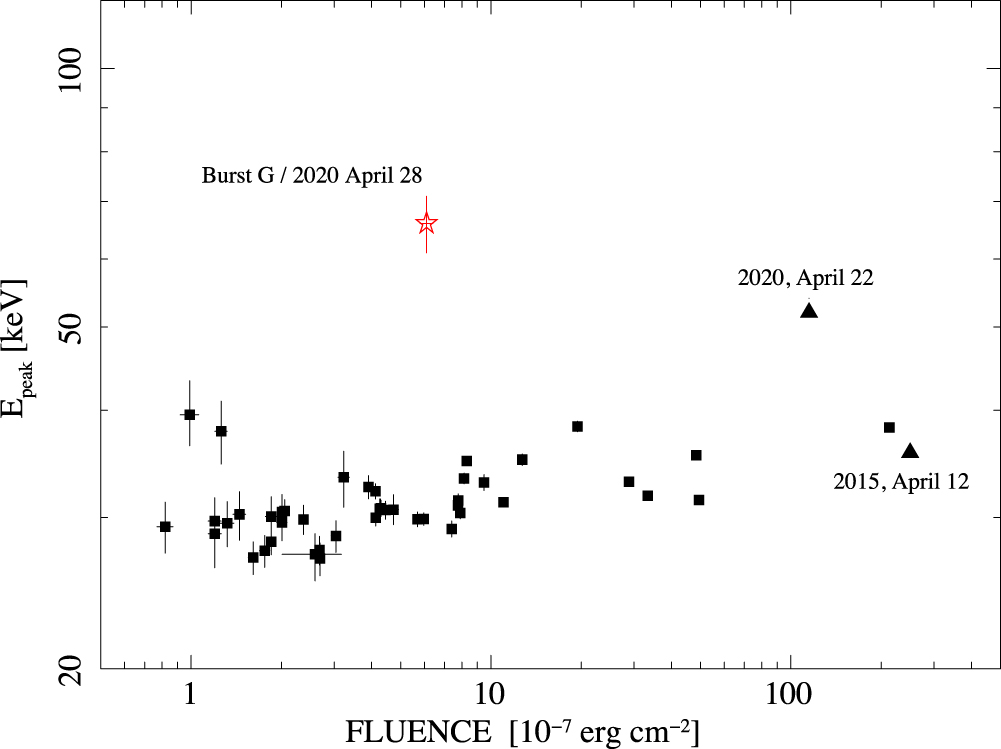 100
Burst G / 2020 April 28
2020, April 22
50
E_peak [keV]
2015, April 12
20
1 10 100
FLUENCE [10⁻⁷ erg cm⁻²]